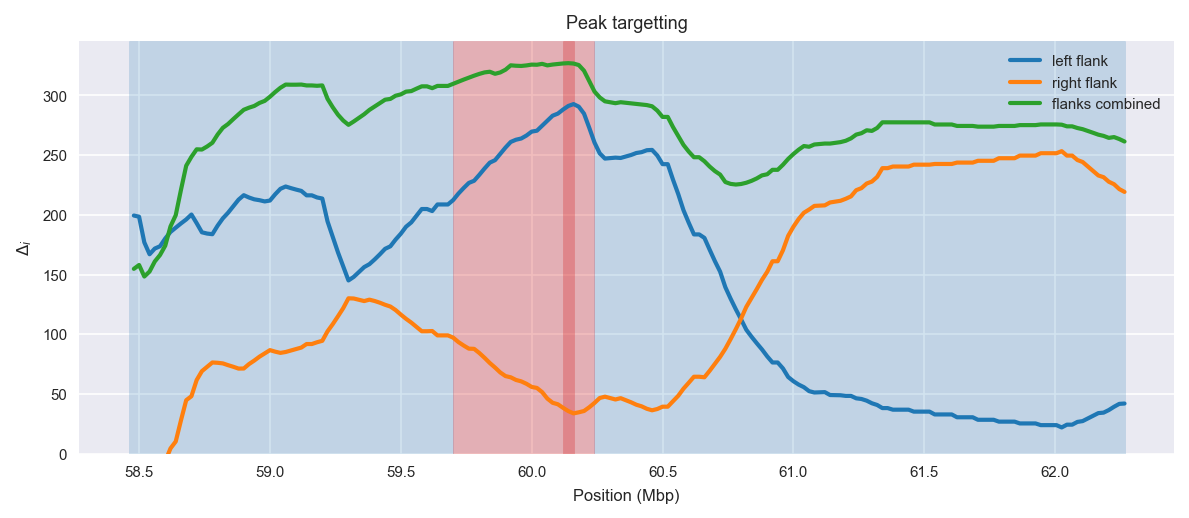 Peak targetting
left flank
right flank
flanks combined
Δi
300
250
200
150
100
50
0
58.5 59.0 59.5 60.0 60.5 61.0 61.5 62.0
Position (Mbp)